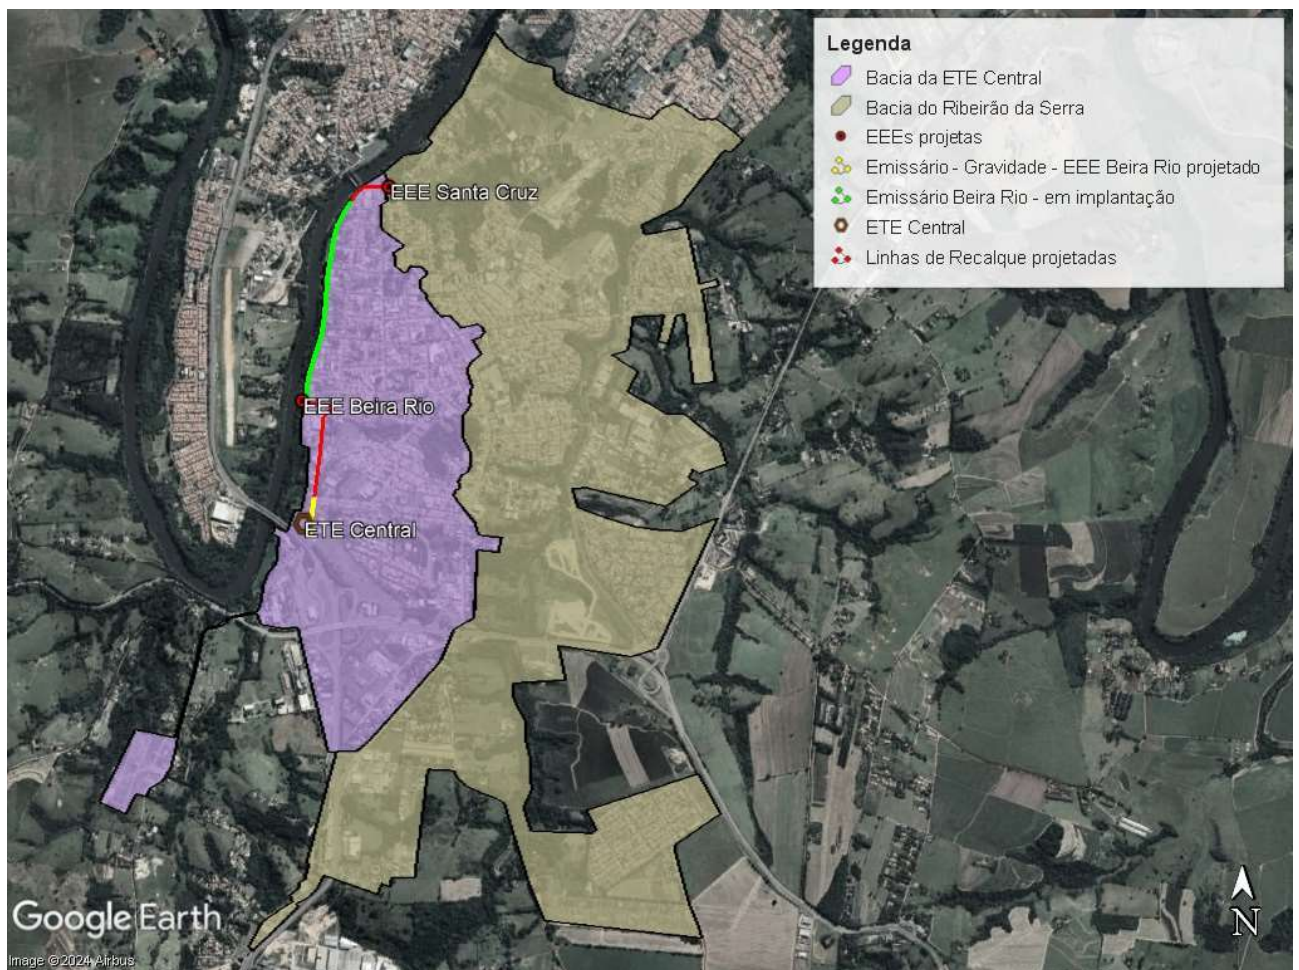 Legenda
Bacia da ETE Central
Bacia do Ribeirão da Serra
EEEs projetas
Emissário - Gravidade - EEE Beira Rio projetado
Emissário Beira Rio - em implantação
ETE Central
Linhas de Recalque projetadas
EEE Santa Cruz
EEE Beira Rio
ETE Central
Google Earth
N
Image © 2024 Airbus